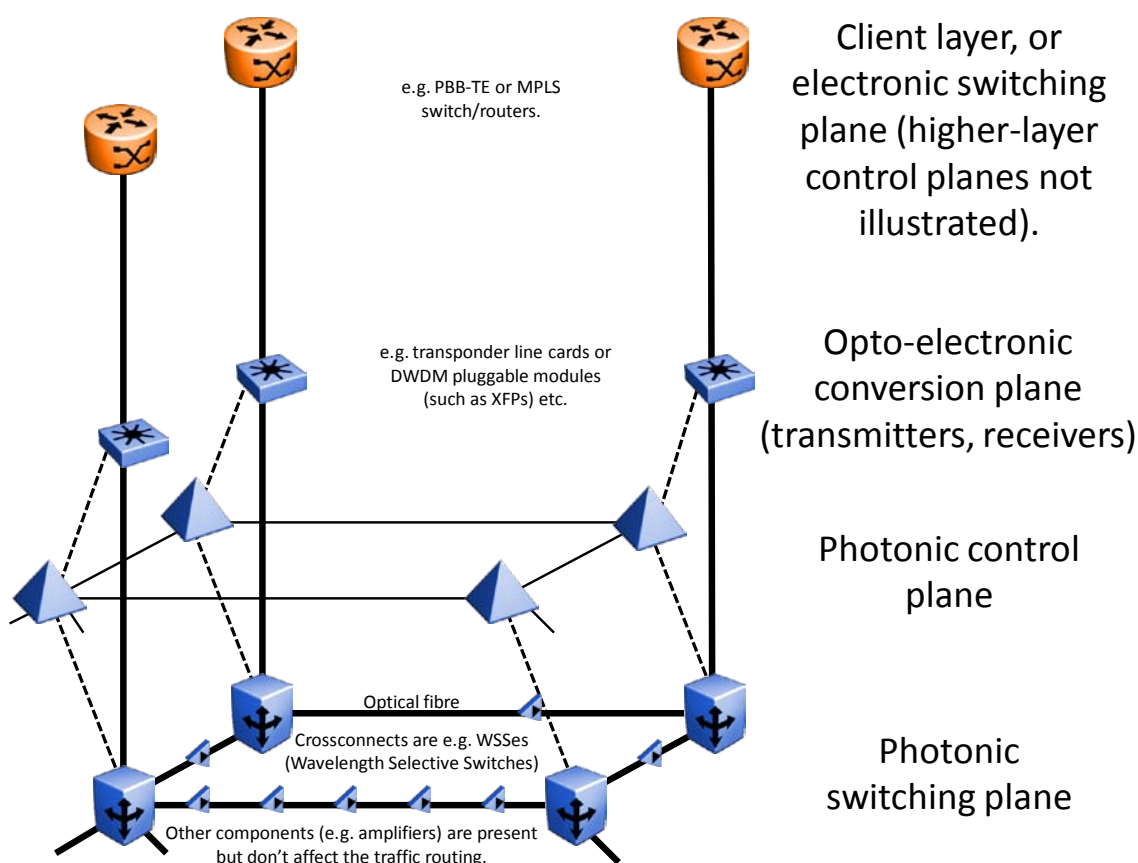 Client layer, or
electronic switching
plane (higher-layer
control planes not
illustrated).
e.g. PBB-TE or MPLS
switch/routers.
Opto-electronic
conversion plane
(transmitters, receivers)
e.g. transponder line cards or
DWDM pluggable modules
(such as XFPs) etc.
Photonic control
plane
Optical fibre
Crossconnects are e.g. WSSes
(Wavelength Selective Switches)
Photonic
switching plane
Other components (e.g. amplifiers) are present
but don’t affect the traffic routing.